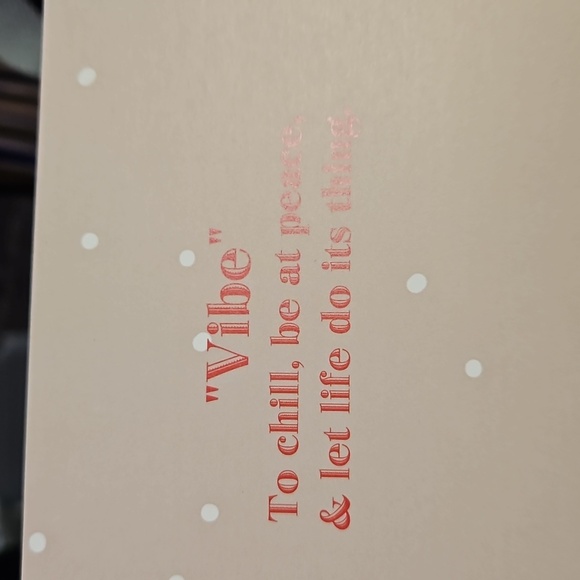 "Vibe"
To chill, be at peace,
& let life do its thing.